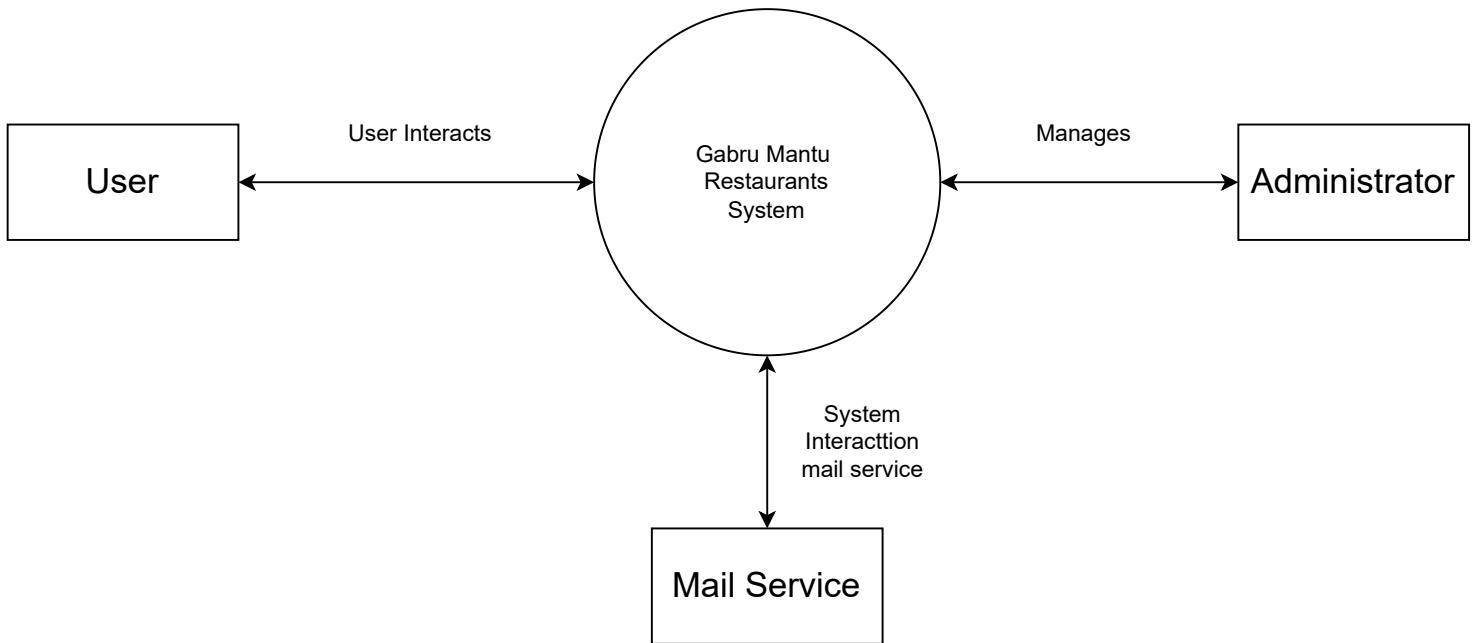 User Interacts
Manages
User
Gabru Mantu
Restaurants
System
Administrator
System
Interacttion
mail service
Mail Service